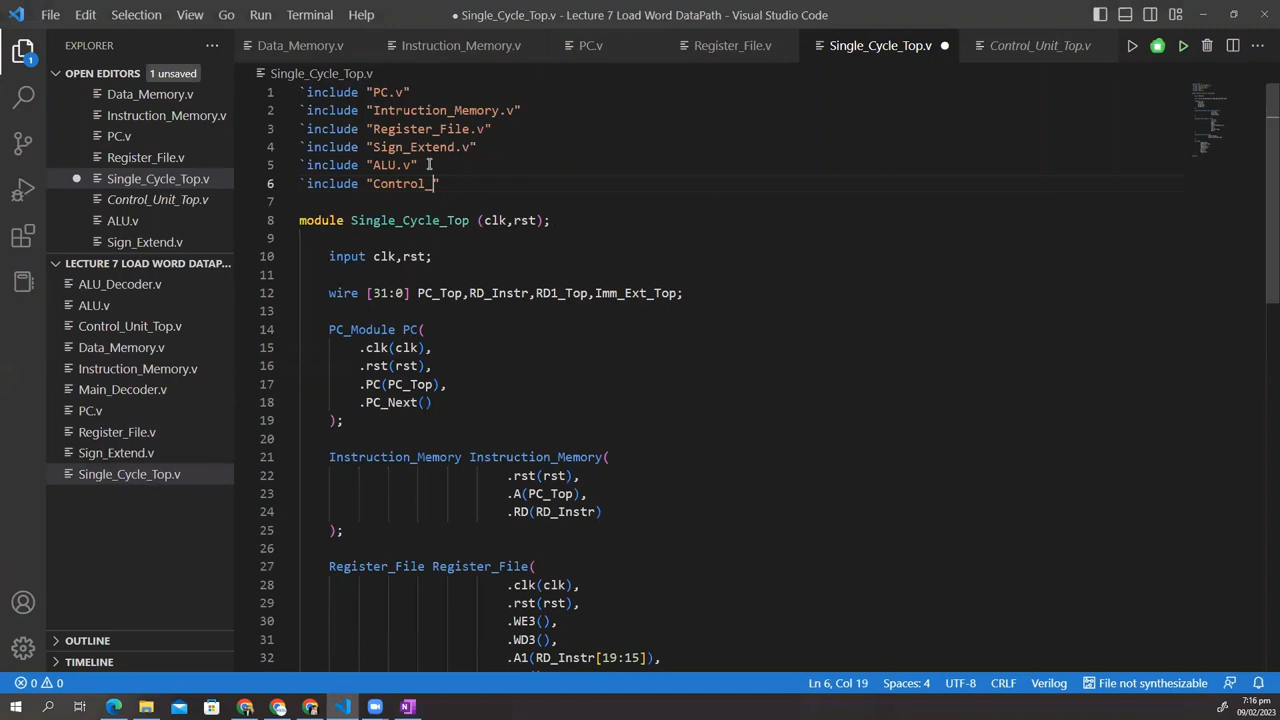 File Edit Selection View Go Run Terminal Help
● Single_Cycle_Top.v - Lecture 7 Load Word DataPath - Visual Studio Code
EXPLORER
OPEN EDITORS 1 unsaved
Data_Memory.v
Instruction_Memory.v
PC.v
Register_File.v
Single_Cycle_Top.v
Control_Unit_Top.v
ALU.v
Sign_Extend.v
LECTURE 7 LOAD WORD DATAP...
ALU_Decoder.v
ALU.v
Control_Unit_Top.v
Data_Memory.v
Instruction_Memory.v
Main_Decoder.v
PC.v
Register_File.v
Sign_Extend.v
Single_Cycle_Top.v
OUTLINE
TIMELINE
Data_Memory.v Instruction_Memory.v PC.v Register_File.v Single_Cycle_Top.v Control_Unit_Top.v
Single_Cycle_Top.v
1 `include "PC.v"
2 `include "Intruction_Memory.v"
3 `include "Register_File.v"
4 `include "Sign_Extend.v"
5 `include "ALU.v"
6 `include "Control_"
7
8 module Single_Cycle_Top (clk,rst);
9
10 input clk,rst;
11
12 wire [31:0] PC_Top,RD_Instr,RD1_Top,Imm_Ext_Top;
13
14 PC_Module PC(
15 .clk(clk),
16 .rst(rst),
17 .PC(PC_Top),
18 .PC_Next()
19 );
20
21 Instruction_Memory Instruction_Memory(
22 .rst(rst),
23 .A(PC_Top),
24 .RD(RD_Instr)
25 );
26
27 Register_File Register_File(
28 .clk(clk),
29 .rst(rst),
30 .WE3(),
31 .WD3(),
32 .A1(RD_Instr[19:15]),
0 0 Ln 6, Col 19 Spaces: 4 UTF-8 CRLF Verilog File not synthesizable
7:16 pm
09/02/2023